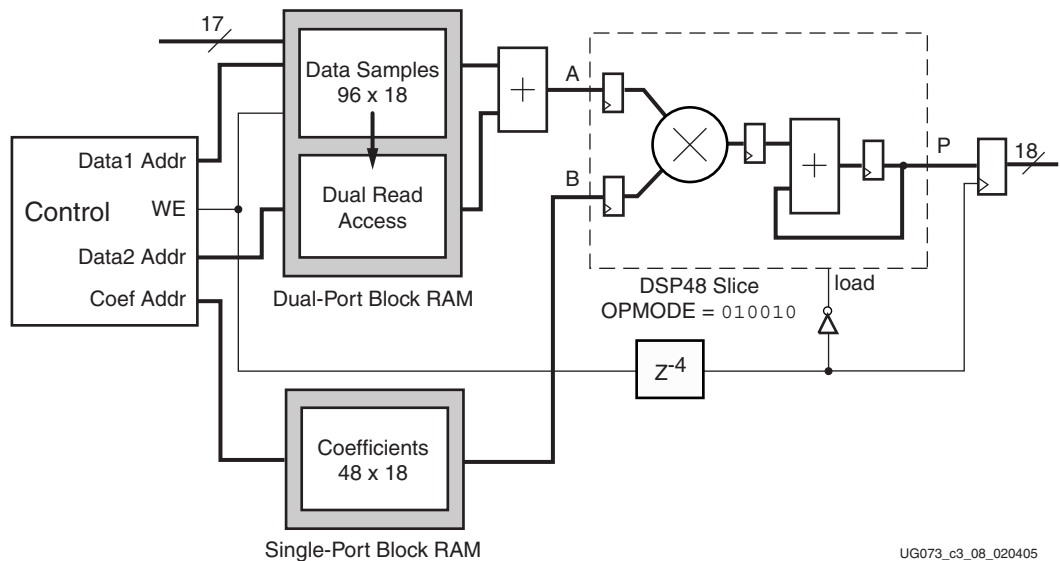 17
Data Samples
96 x 18
Dual Read
Access
Dual-Port Block RAM
Control
Data1 Addr
WE
Data2 Addr
Coef Addr
+
A
B
+
P
18
DSP48 Slice
OPMODE = 010010
load
Z-4
Coefficients
48 x 18
Single-Port Block RAM
UG073_c3_08_020405